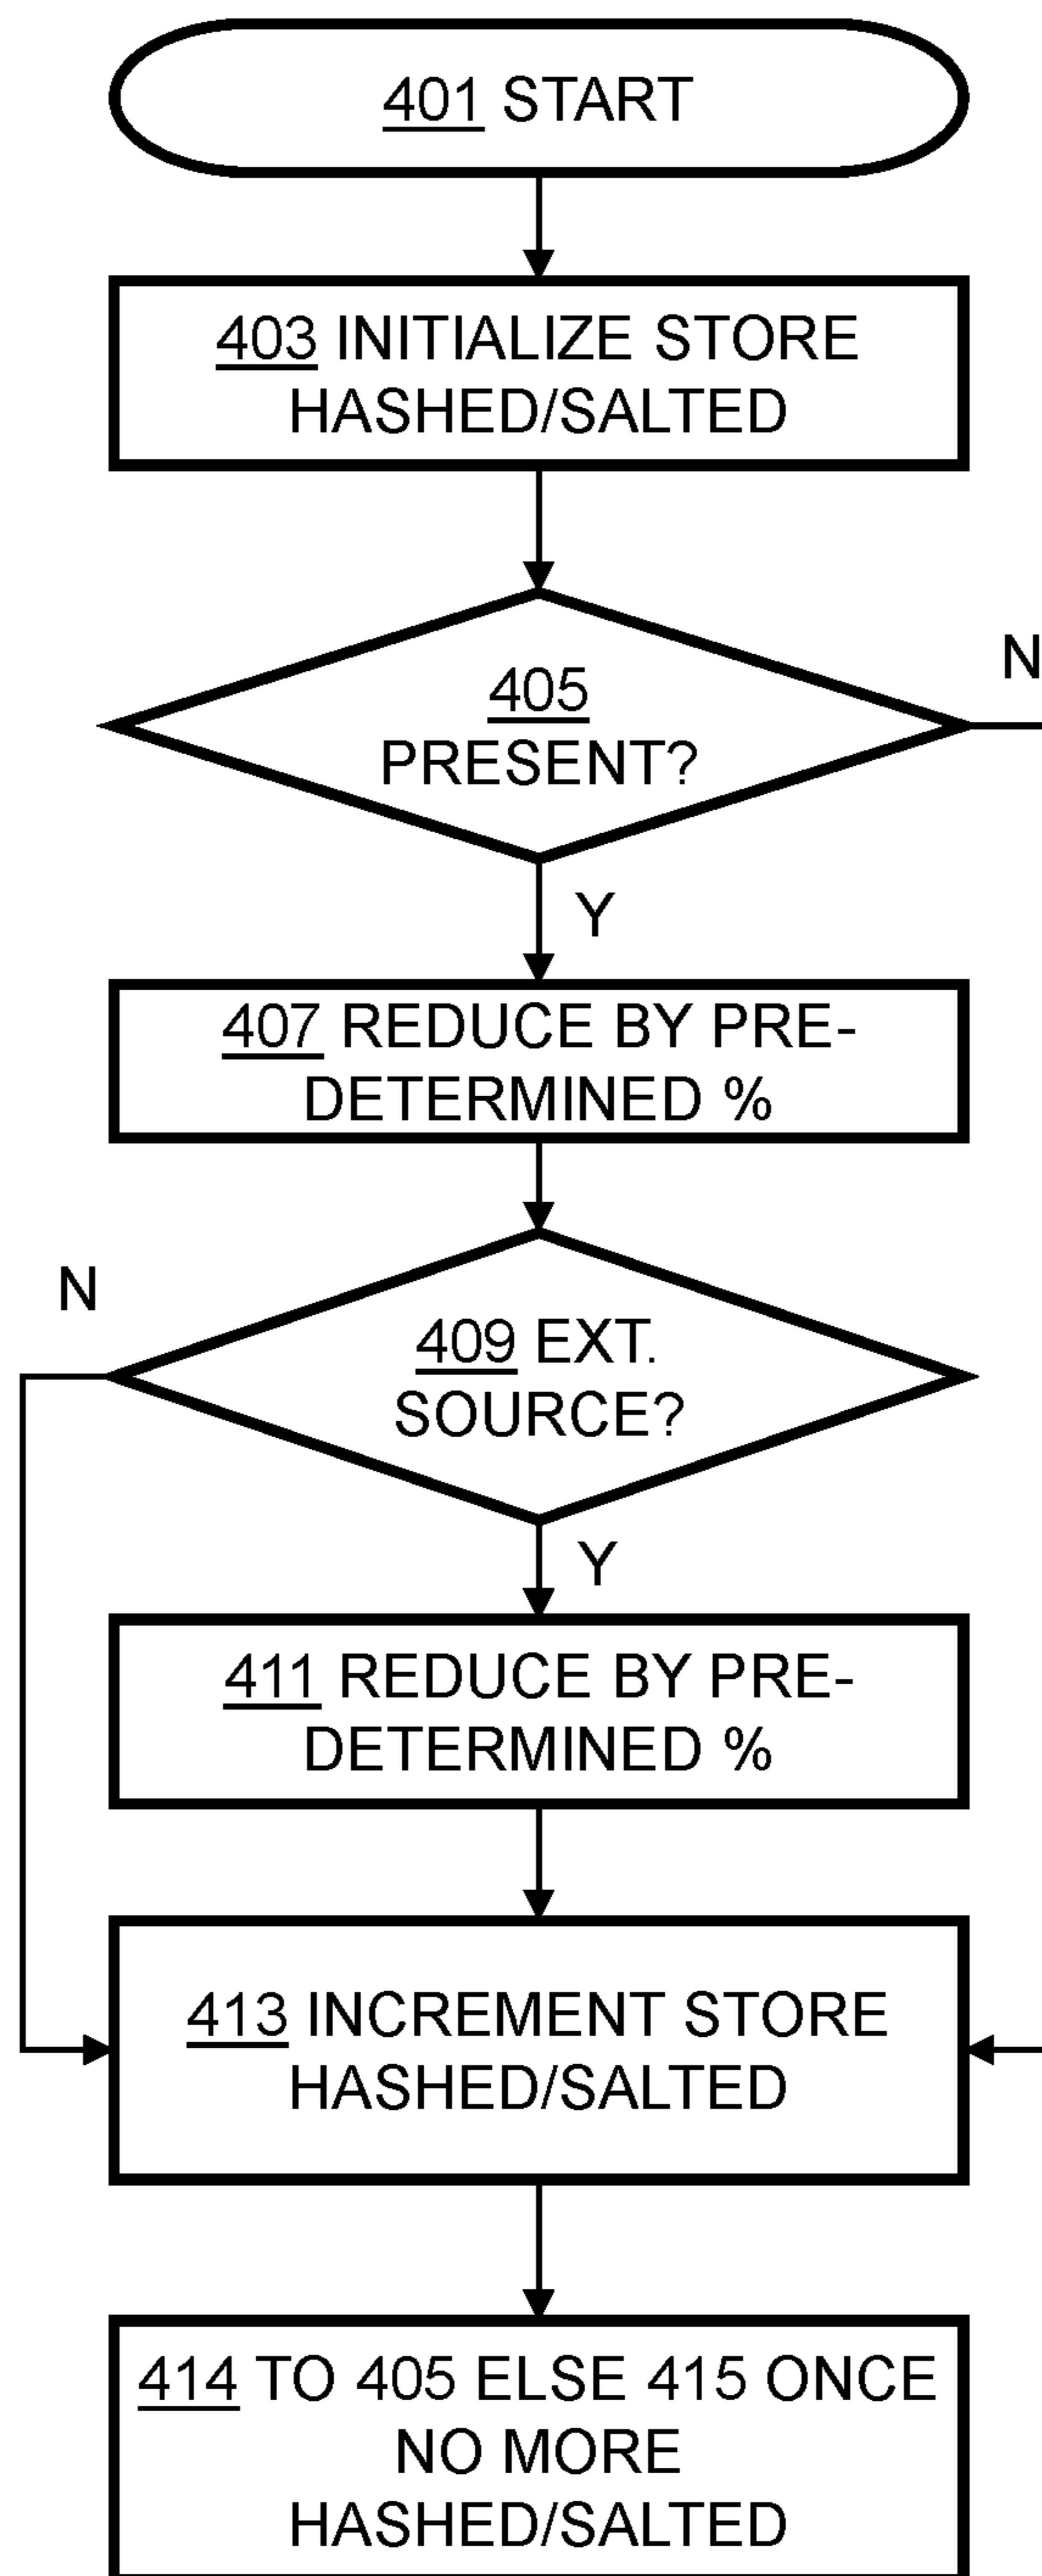 401 START
403 INITIALIZE STORE
HASHED/SALTED
N
405
PRESENT?
Y
407 REDUCE BY PRE-
DETERMINED %
N
409 EXT.
SOURCE?
Y
411 REDUCE BY PRE-
DETERMINED %
413 INCREMENT STORE
HASHED/SALTED
414 TO 405 ELSE 415 ONCE
NO MORE
HASHED/SALTED